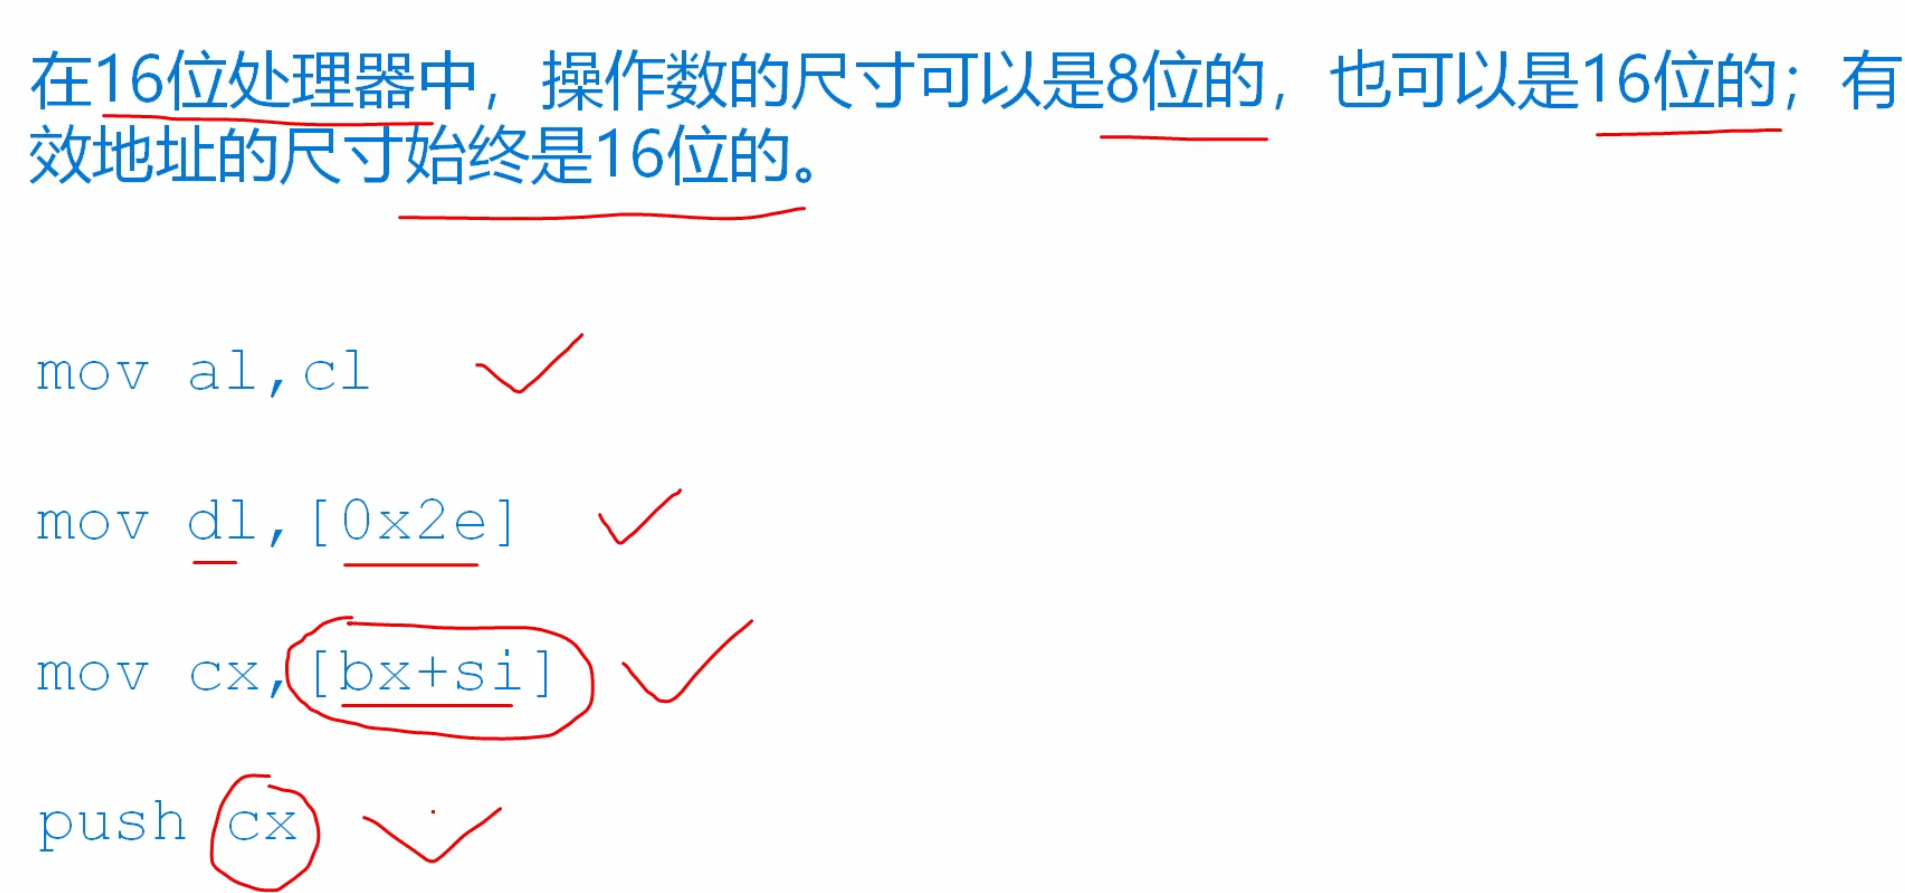 在16位处理器中，操作数的尺寸可以是8位的，也可以是16位的；有
效地址的尺寸始终是16位的。
mov al,cl
mov dl,[0x2e]
mov cx,[bx+si]
push cx